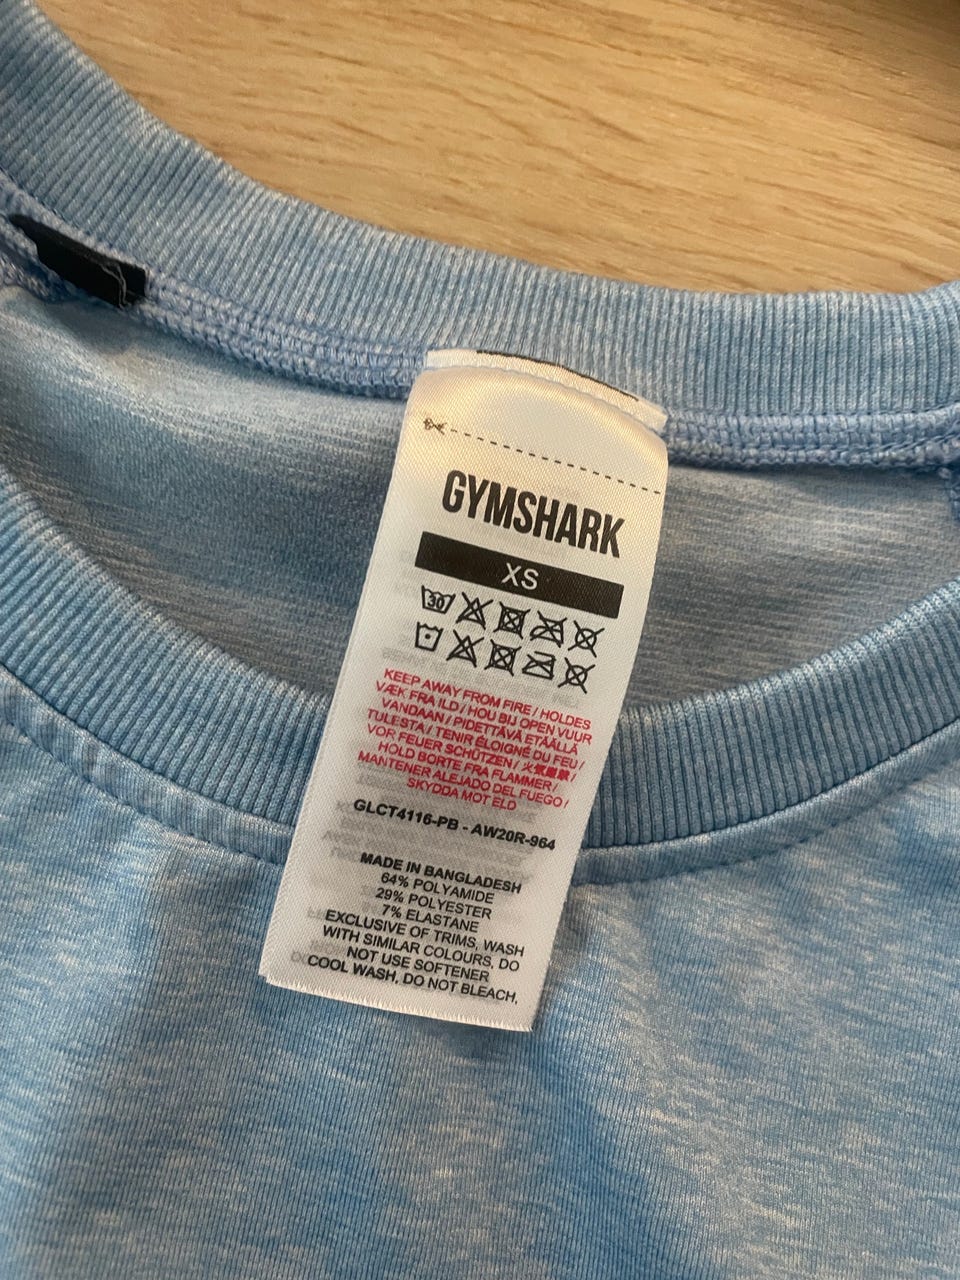 GYMSHARK
XS
30
KEEP AWAY FROM FIRE / HOLDES
VÆK FRA ILD / HOU BIJ OPEN VUUR
VANDAAN / PIDETTÄVÄ ETÄÄLLÄ
TULESTA / TENIR ÉLOIGNÉ DU FEU /
VOR FEUER SCHÜTZEN / 火気厳禁 /
HOLD BORTE FRA FLAMMER /
MANTENER ALEJADO DEL FUEGO /
SKYDDA MOT ELD
GLCT4116-PB - AW20R-964
MADE IN BANGLADESH
64% POLYAMIDE
29% POLYESTER
7% ELASTANE
EXCLUSIVE OF TRIMS, WASH
WITH SIMILAR COLOURS, DO
NOT USE SOFTENER
COOL WASH, DO NOT BLEACH,